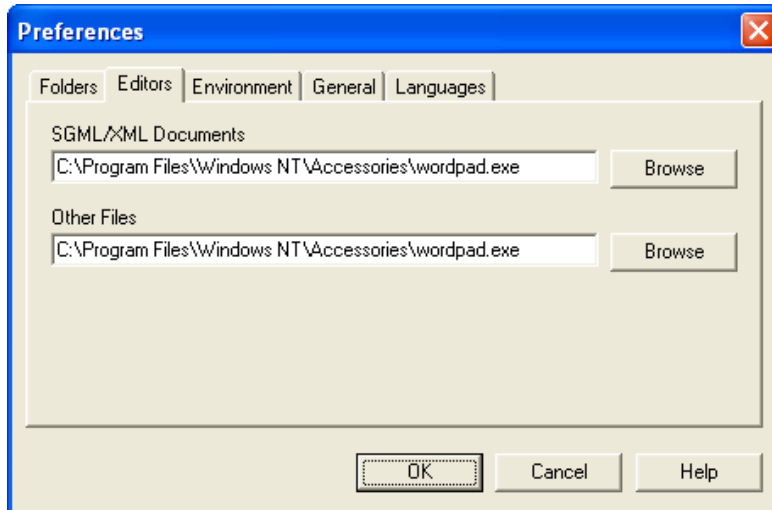 Preferences
Folders Editors Environment General Languages
SGML/XML Documents
C:\Program Files\Windows NT\Accessories\wordpad.exe Browse
Other Files
C:\Program Files\Windows NT\Accessories\wordpad.exe Browse
OK Cancel Help